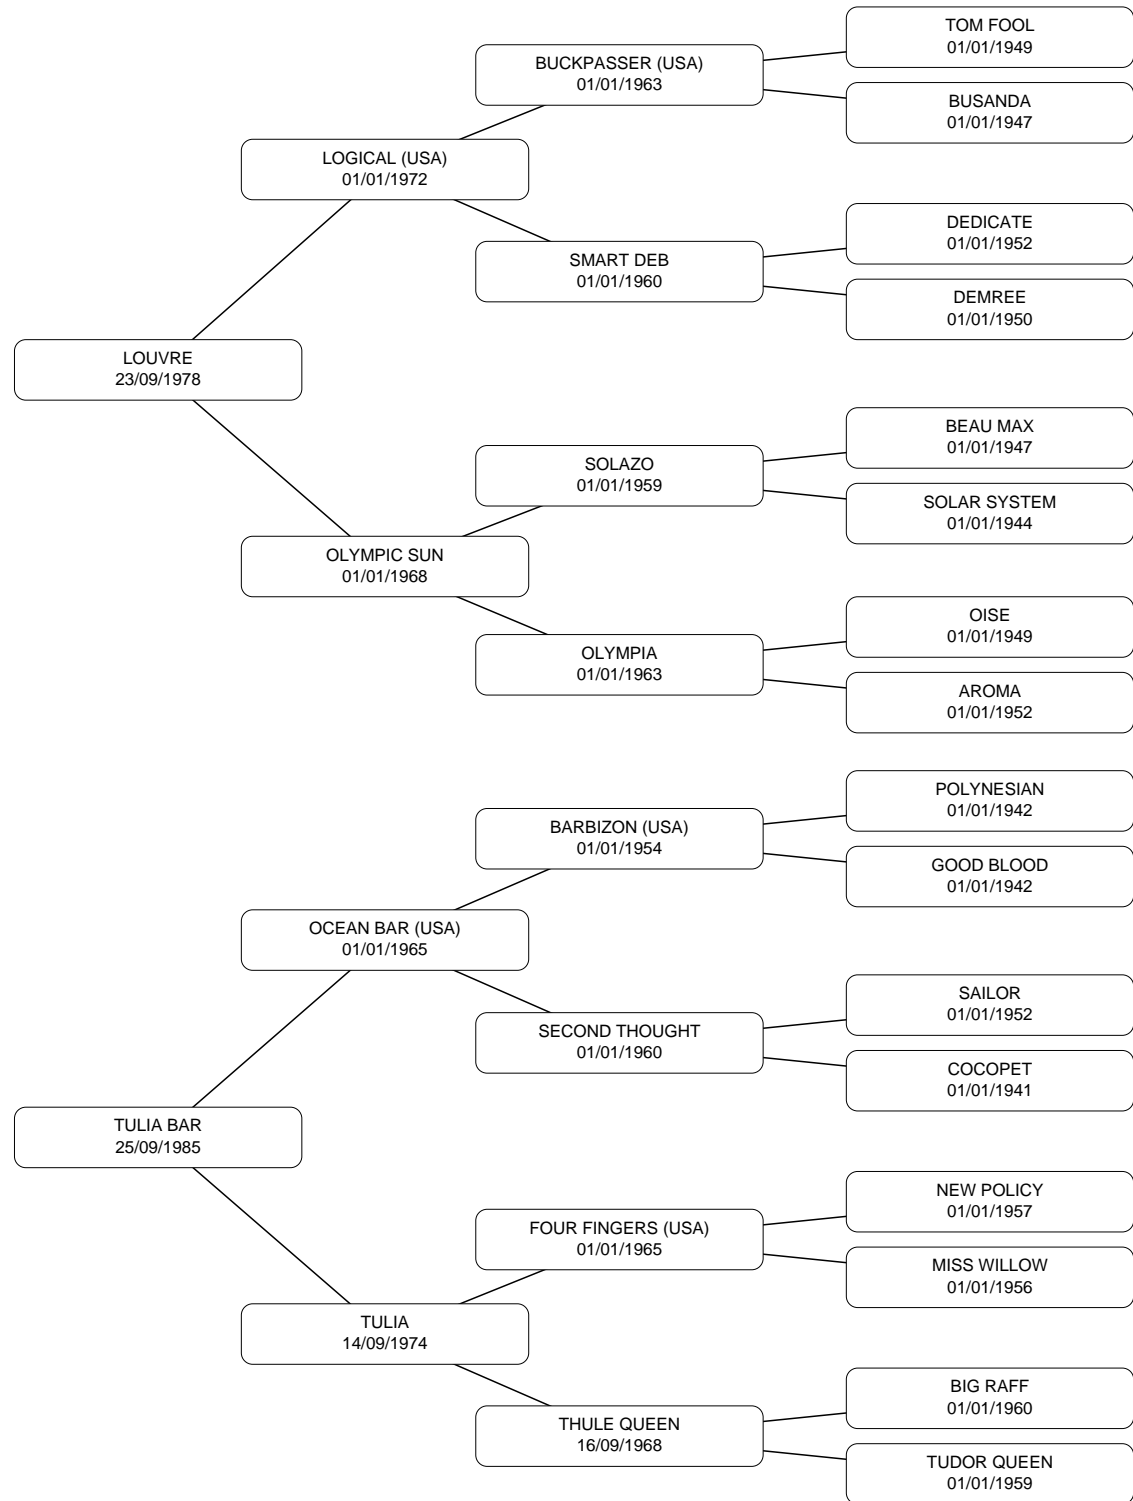 TOM FOOL
01/01/1949
BUCKPASSER (USA)
01/01/1963
BUSANDA
01/01/1947
LOGICAL (USA)
01/01/1972
DEDICATE
01/01/1952
SMART DEB
01/01/1960
DEMREE
01/01/1950
LOUVRE
23/09/1978
BEAU MAX
01/01/1947
SOLAZO
01/01/1959
SOLAR SYSTEM
01/01/1944
OLYMPIC SUN
01/01/1968
OISE
01/01/1949
OLYMPIA
01/01/1963
AROMA
01/01/1952
POLYNESIAN
01/01/1942
BARBIZON (USA)
01/01/1954
GOOD BLOOD
01/01/1942
OCEAN BAR (USA)
01/01/1965
SAILOR
01/01/1952
SECOND THOUGHT
01/01/1960
COCOPET
01/01/1941
TULIA BAR
25/09/1985
NEW POLICY
01/01/1957
FOUR FINGERS (USA)
01/01/1965
MISS WILLOW
01/01/1956
TULIA
14/09/1974
BIG RAFF
01/01/1960
THULE QUEEN
16/09/1968
TUDOR QUEEN
01/01/1959